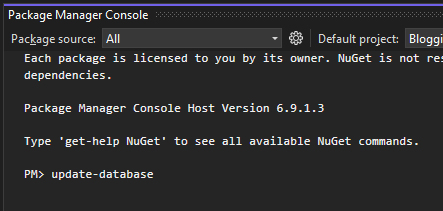 Package Manager Console
Package source: All Default project: Bloggi
Each package is licensed to you by its owner. NuGet is not res
dependencies.
Package Manager Console Host Version 6.9.1.3
Type 'get-help NuGet' to see all available NuGet commands.
PM> update-database